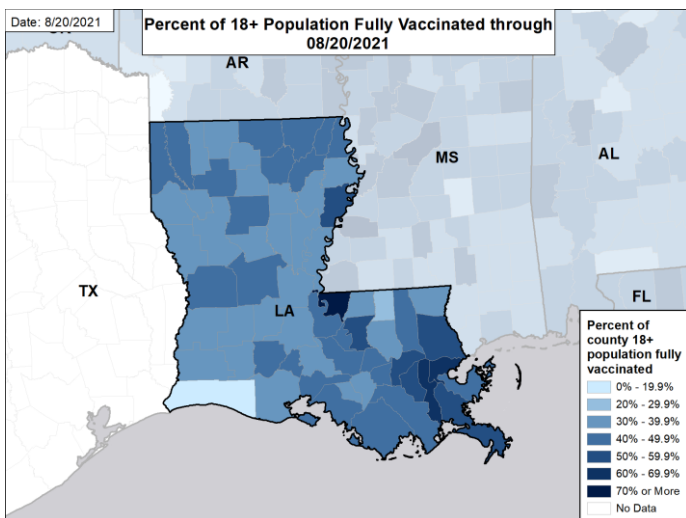 Date: 8/20/2021
Percent of 18+ Population Fully Vaccinated through
08/20/2021
AR
MS
AL
TX
LA
FL
Percent of
county 18+
population fully
vaccinated
0% - 19.9%
20% - 29.9%
30% - 39.9%
40% - 49.9%
50% - 59.9%
60% - 69.9%
70% or More
No Data